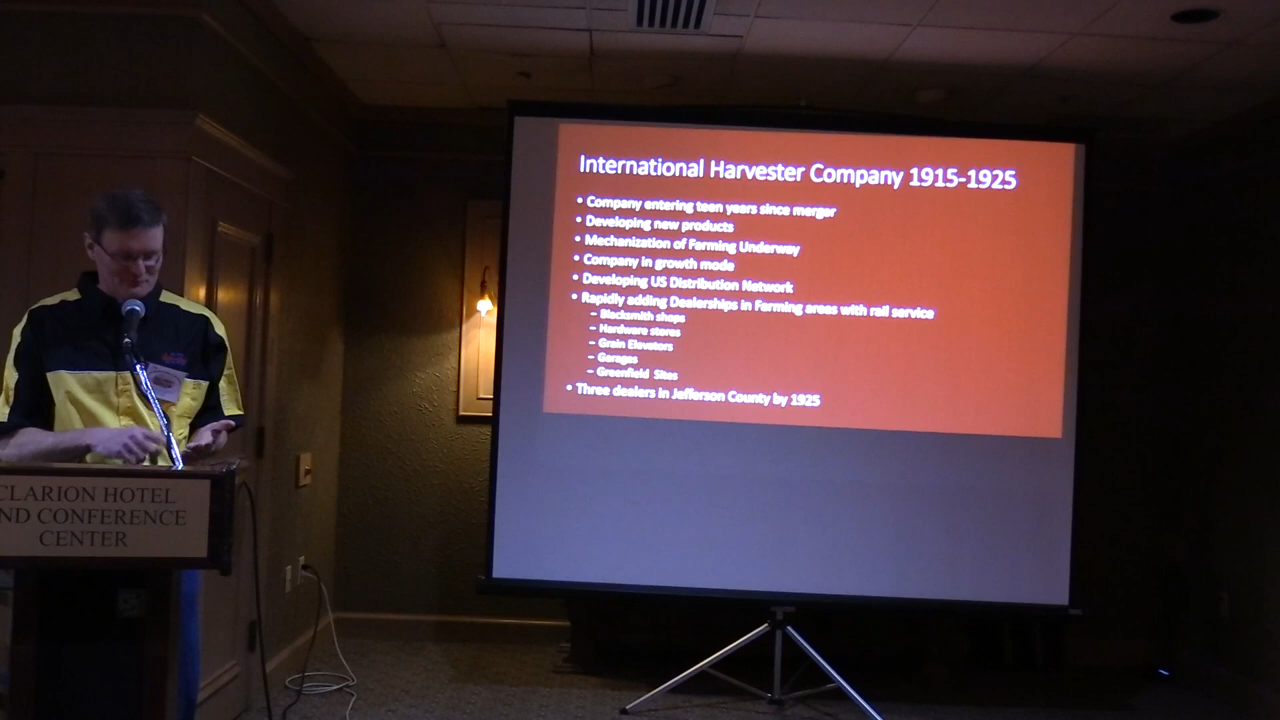 International Harvester Company 1915-1925
• Company entering teen years since merger
• Developing new products
• Mechanization of Farming Underway
• Company in growth mode
• Developing US Distribution Network
• Rapidly adding Dealerships in Farming areas with rail service
– Blacksmith shops
– Hardware stores
– Grain Elevators
– Garages
– Greenfield Sites
• Three dealers in Jefferson County by 1925
CLARION HOTEL
ND CONFERENCE
CENTER